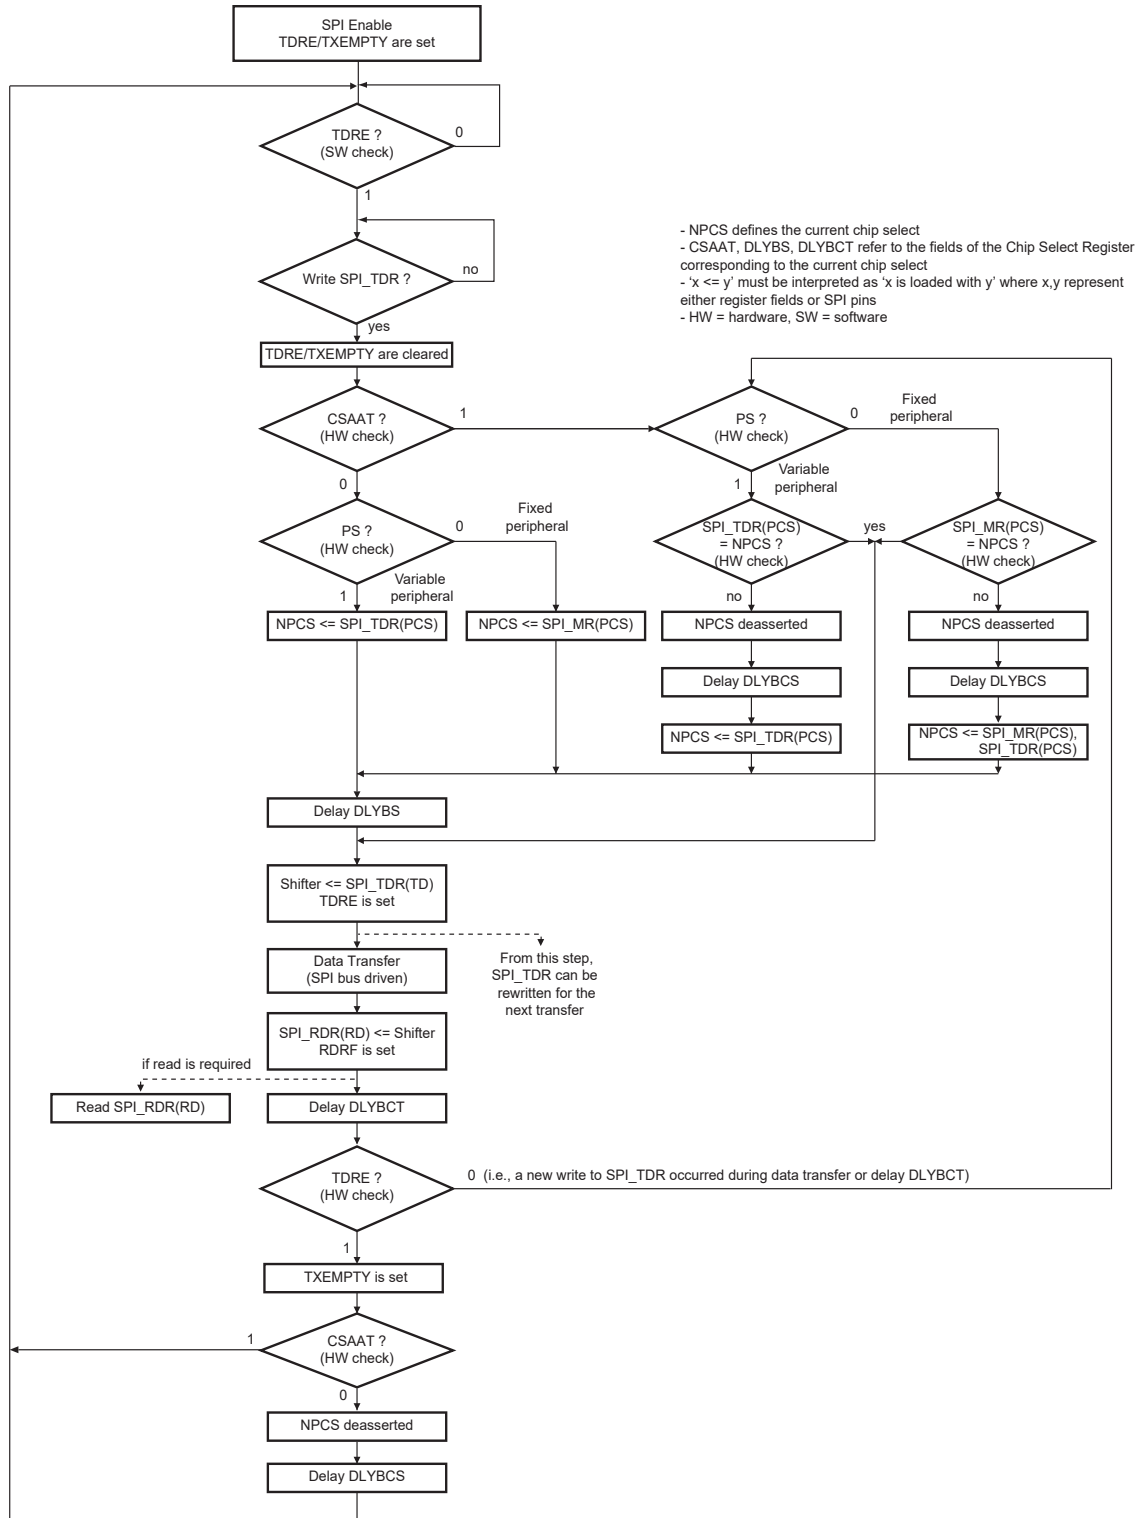 SPI Enable
TDRE/TXEMPTY are set
TDRE ?
(SW check)
0
1
Write SPI_TDR ?
no
yes
- NPCS defines the current chip select
- CSAAT, DLYBS, DLYBCT refer to the fields of the Chip Select Register
corresponding to the current chip select
- ‘x <= y’ must be interpreted as ‘x is loaded with y’ where x,y represent
either register fields or SPI pins
- HW = hardware, SW = software
TDRE/TXEMPTY are cleared
CSAAT ?
(HW check)
1
0
PS ?
(HW check)
0
Fixed
peripheral
1
Variable
peripheral
PS ?
(HW check)
0
Fixed
peripheral
1
Variable
peripheral
SPI_TDR(PCS)
= NPCS ?
(HW check)
yes
no
SPI_MR(PCS)
= NPCS ?
(HW check)
no
NPCS <= SPI_TDR(PCS)
NPCS <= SPI_MR(PCS)
NPCS deasserted
NPCS deasserted
Delay DLYBCS
Delay DLYBCS
NPCS <= SPI_TDR(PCS)
NPCS <= SPI_MR(PCS),
SPI_TDR(PCS)
Delay DLYBS
Shifter <= SPI_TDR(TD)
TDRE is set
Data Transfer
(SPI bus driven)
From this step,
SPI_TDR can be
rewritten for the
next transfer
SPI_RDR(RD) <= Shifter
RDRF is set
if read is required
Read SPI_RDR(RD)
Delay DLYBCT
TDRE ?
(HW check)
0 (i.e., a new write to SPI_TDR occurred during data transfer or delay DLYBCT)
1
TXEMPTY is set
CSAAT ?
(HW check)
1
0
NPCS deasserted
Delay DLYBCS